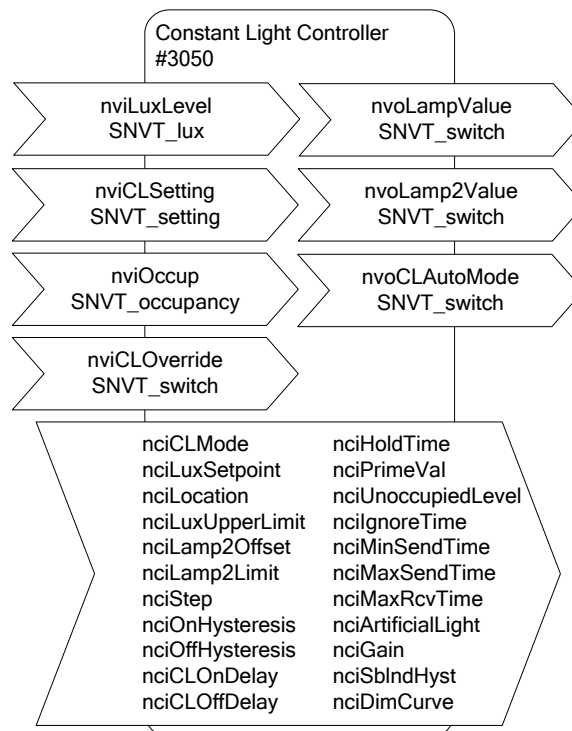 Constant Light Controller
#3050
nviLuxLevel
SNVT_lux
nvoLampValue
SNVT_switch
nviCLSetting
SNVT_setting
nvoLamp2Value
SNVT_switch
nviOccup
SNVT_occupancy
nvoCLAutoMode
SNVT_switch
nviCLOverride
SNVT_switch
nciCLMode
nciLuxSetpoint
nciLocation
nciLuxUpperLimit
nciLamp2Offset
nciLamp2Limit
nciStep
nciOnHysteresis
nciOffHysteresis
nciCLOnDelay
nciCLOffDelay
nciHoldTime
nciPrimeVal
nciUnoccupiedLevel
nciIgnoreTime
nciMinSendTime
nciMaxSendTime
nciMaxRcvTime
nciArtificialLight
nciGain
nciSblndHyst
nciDimCurve